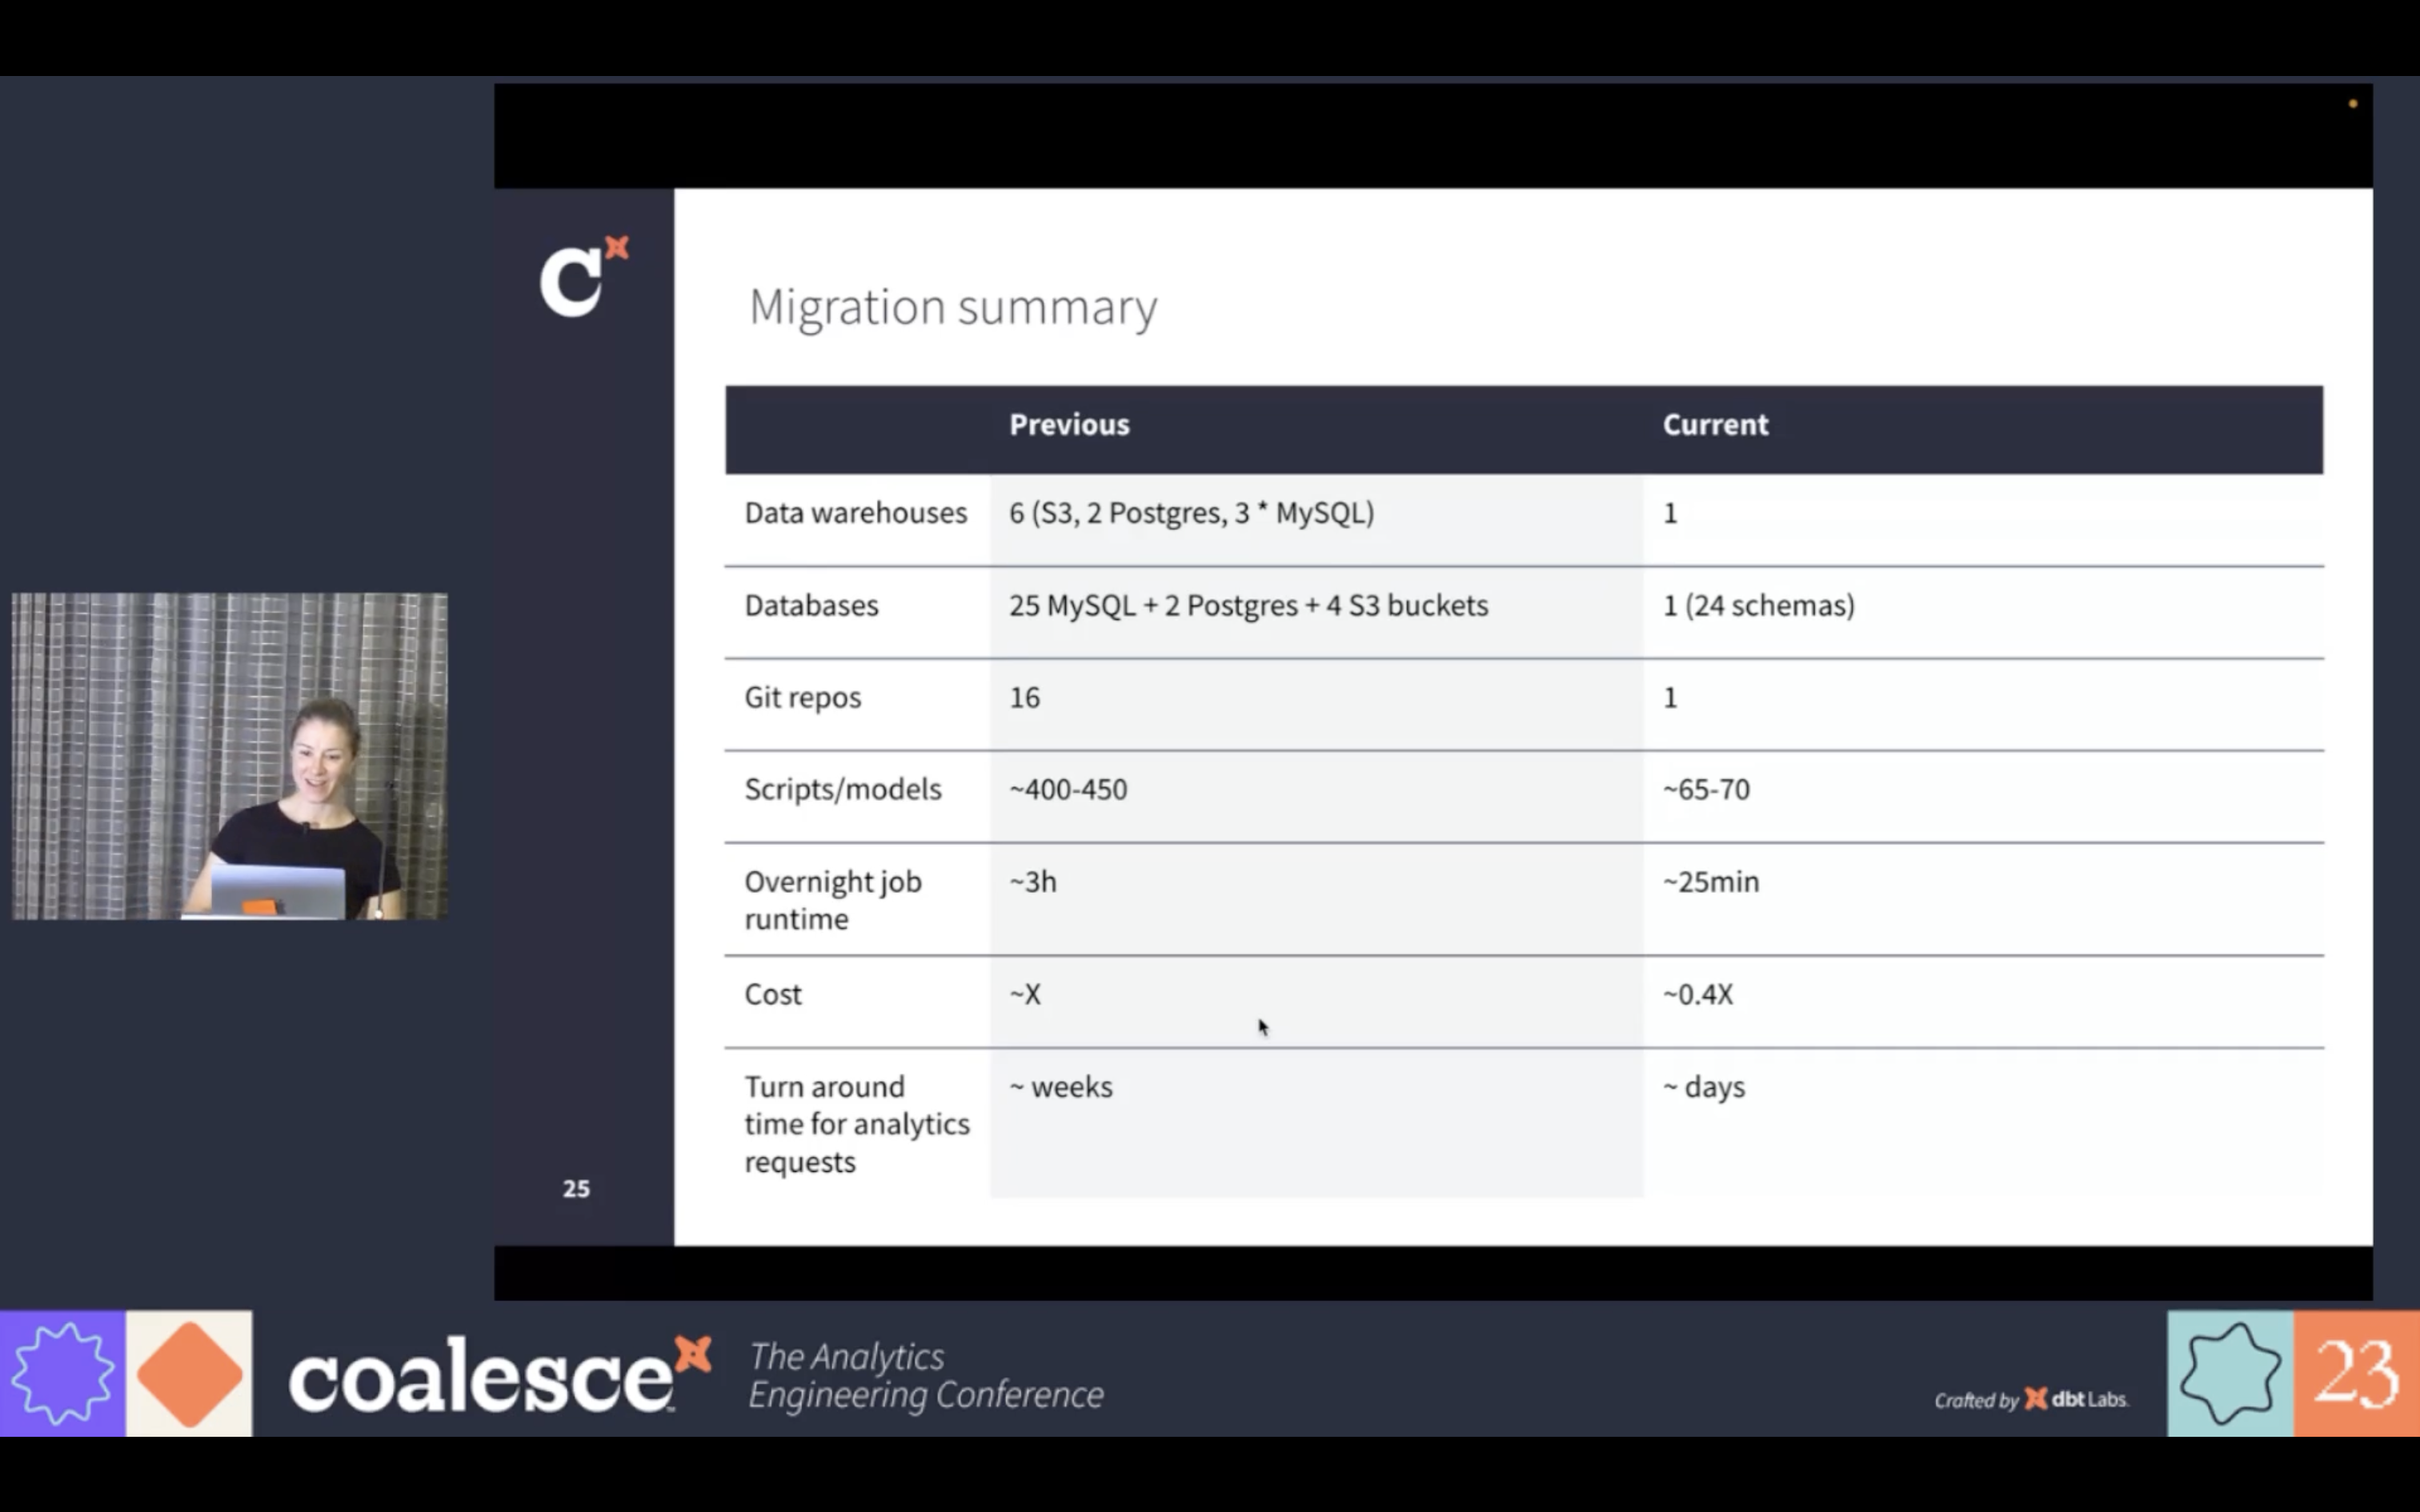 C
Migration summary
Previous Current
Data warehouses 6 (S3, 2 Postgres, 3 * MySQL) 1
Databases 25 MySQL + 2 Postgres + 4 S3 buckets 1 (24 schemas)
Git repos 16 1
Scripts/models ~400-450 ~65-70
Overnight job ~3h ~25min
runtime
Cost ~X ~0.4X
Turn around ~ weeks ~ days
time for analytics
requests
25
coalesce
The Analytics
Engineering Conference
Crafted by dbt Labs.
23